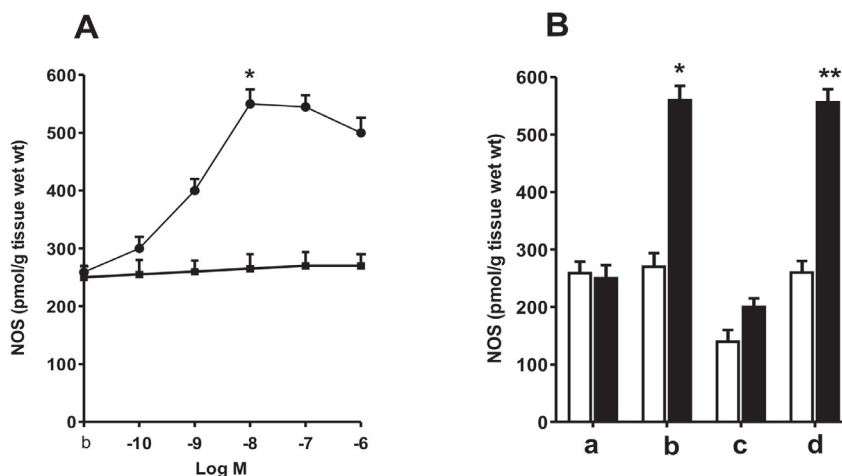 A
NOS (pmol/g tissue wet wt)
600
500
400
300
200
100
0
*
b -10 -9 -8 -7 -6
Log M
B
NOS (pmol/g tissue wet wt)
600
500
400
300
200
100
0
* **
a b c d